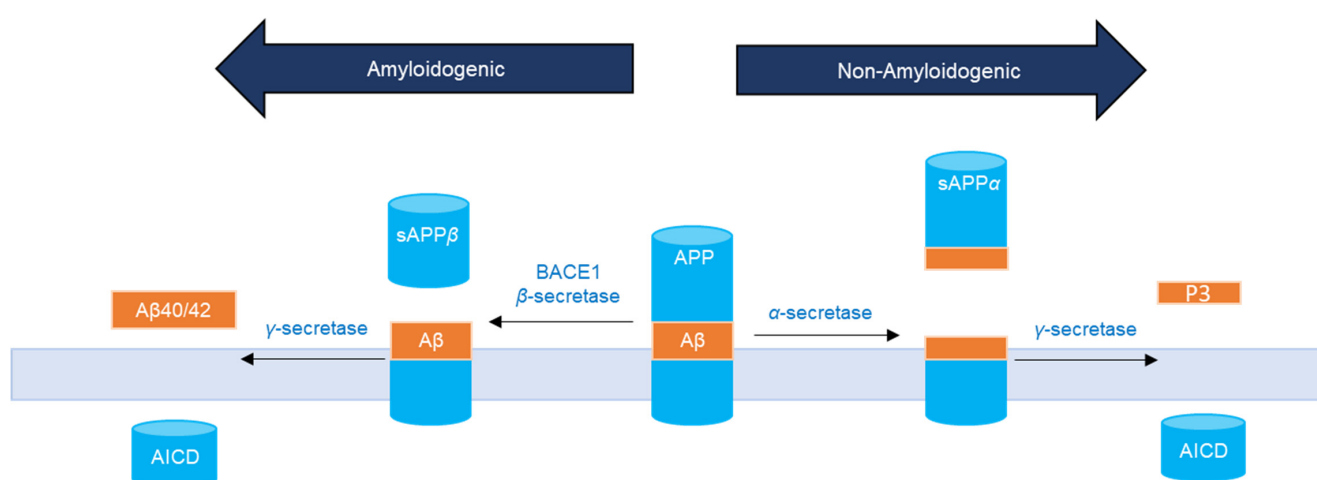 Amyloidogenic
Non-Amyloidogenic
sAPPα
sAPPβ
APP
BACE1
β-secretase
α-secretase
Aβ40/42
P3
γ-secretase
Aβ
Aβ
γ-secretase
AICD
AICD